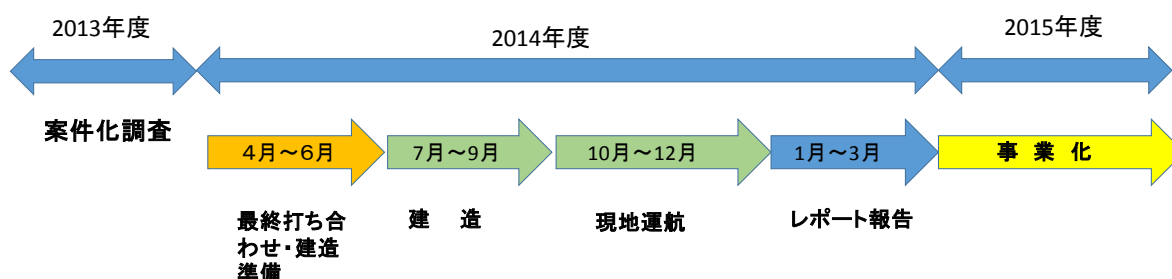 2013年度
2014年度
2015年度
案件化調査
4月～６月
7月～9月
10月～12月
1月～3月
事 業 化
最終打ち合
わせ・建造
準備
建 造
現地運航
レポート報告